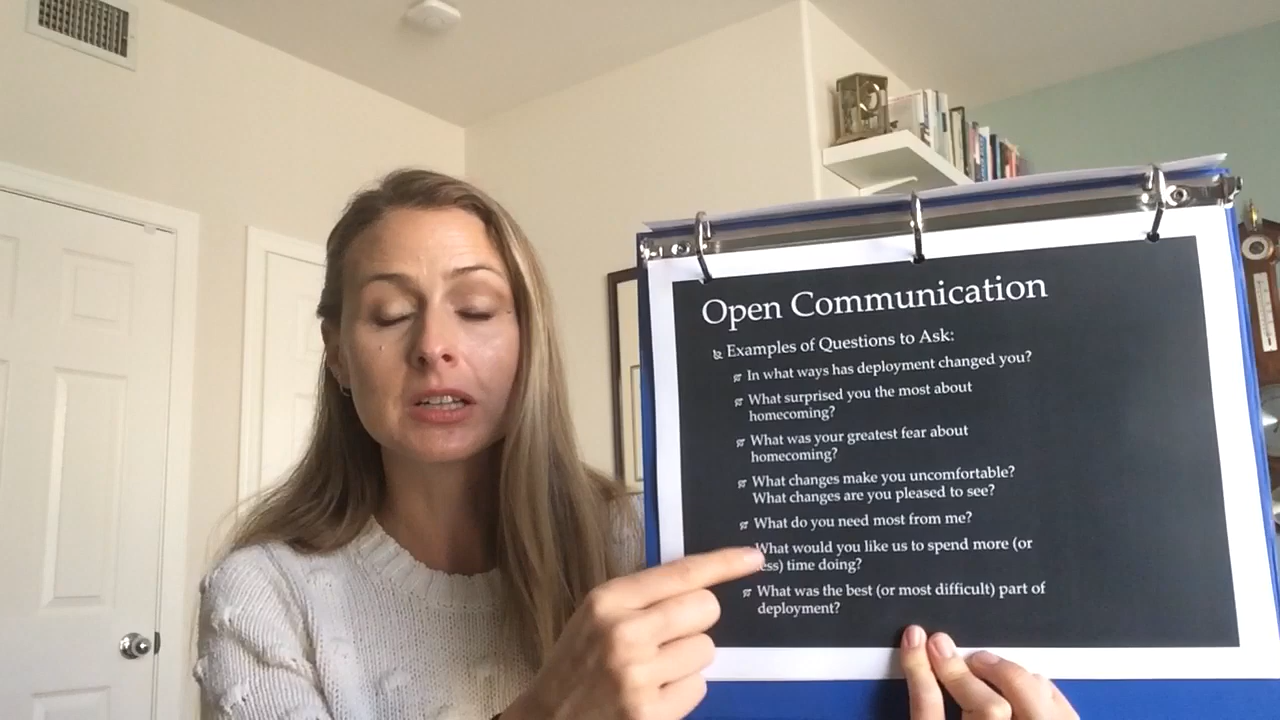 Open Communication
Examples of Questions to Ask:
In what ways has deployment changed you?
What surprised you the most about
homecoming?
What was your greatest fear about
homecoming?
What changes make you uncomfortable?
What changes are you pleased to see?
What do you need most from me?
What would you like us to spend more (or
less) time doing?
What was the best (or most difficult) part of
deployment?